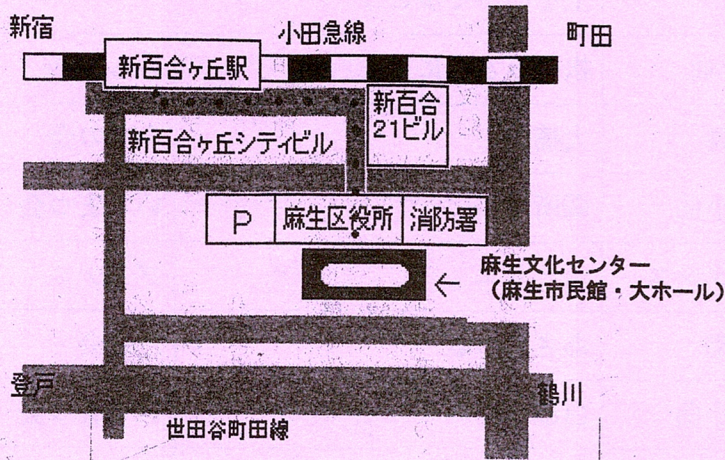 新宿
小田急線
町田
新百合ヶ丘駅
新百合
21ビル
新百合ヶ丘シティビル
P
麻生区役所
消防署
麻生文化センター
(麻生市民館・大ホール)
登戸
鶴川
世田谷町田線